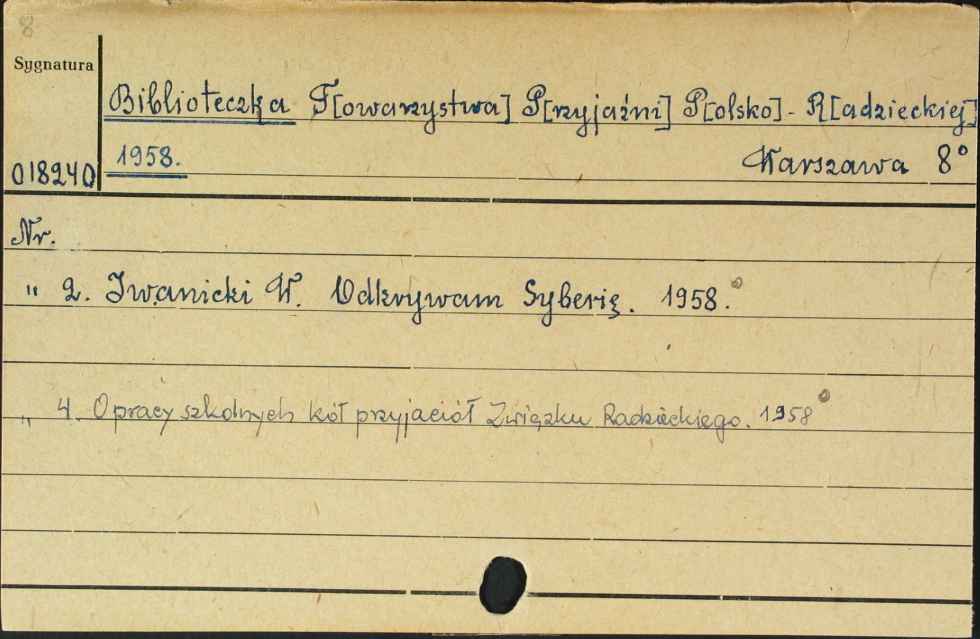 8
Sygnatura
Biblioteczka T[owarzystwa] P[rzyjaźni] P[olsko]-R[adzieckiej]
018240 1958. Warszawa 8°
Nr.
" 2. Iwanicki W. Odkrywam Syberię. 1958.
" 4. O pracy szkolnych kół przyjaciół Związku Radzieckiego. 1958